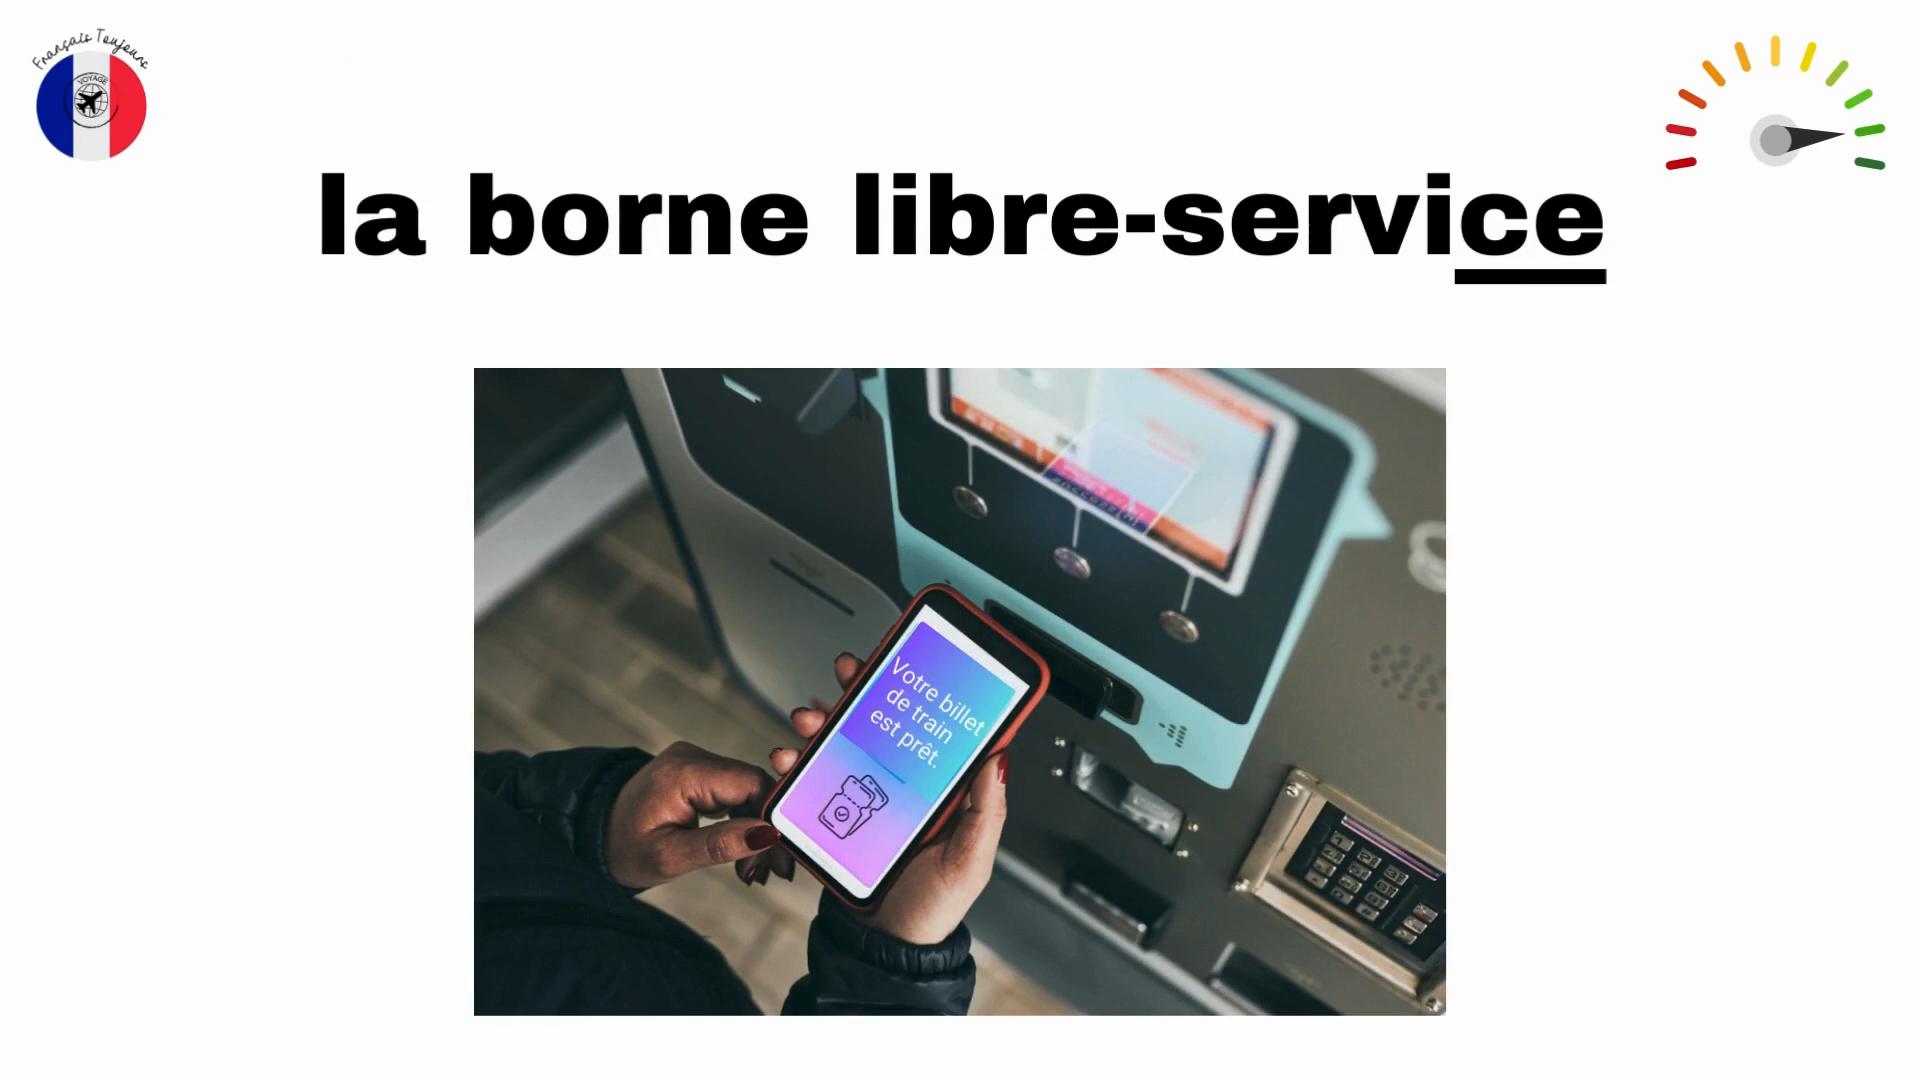 Français Toujours
VOYAGE
la borne libre-service
Votre billet
de train
est prêt.